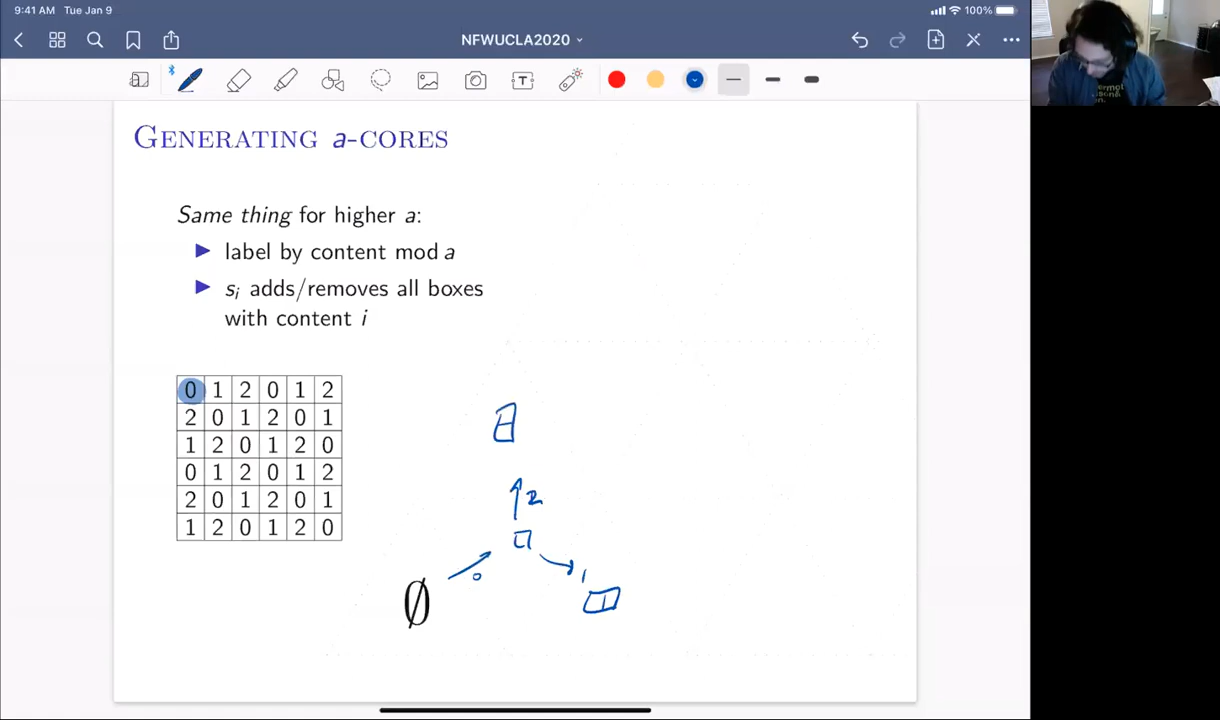 9:41 AM Tue Jan 9
100%
NFWUCLA2020
GENERATING a-CORES
Same thing for higher a:
label by content mod a
s_i adds/removes all boxes
with content i
0 1 2 0 1 2
2 0 1 2 0 1
1 2 0 1 2 0
0 1 2 0 1 2
2 0 1 2 0 1
1 2 0 1 2 0
2
0
1
∅